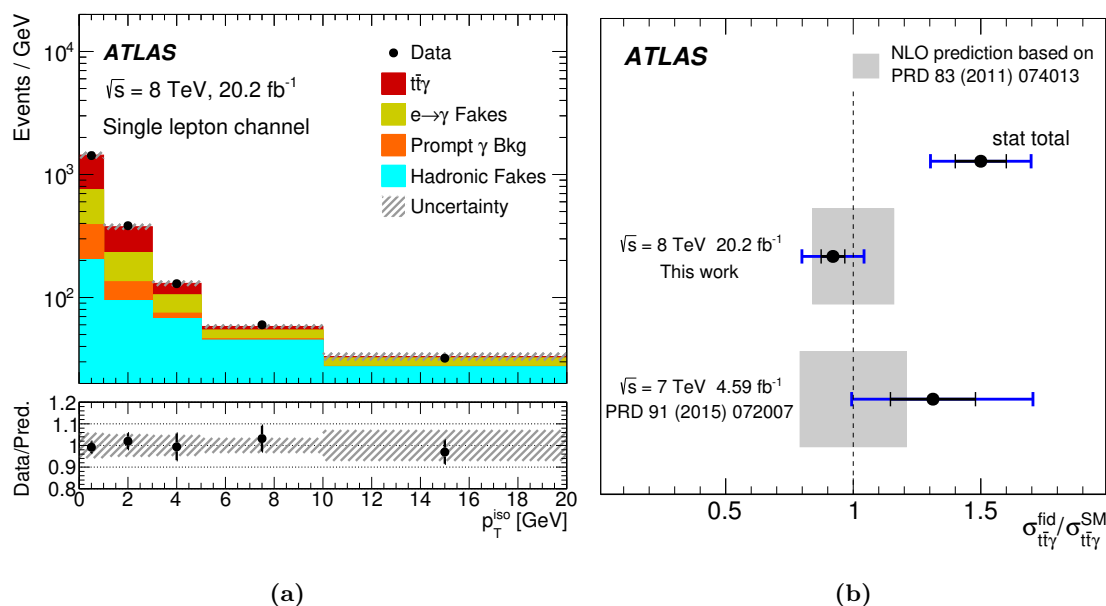 ATLAS
√s = 8 TeV, 20.2 fb⁻¹
Single lepton channel
Data
tt̄γ
e→γ Fakes
Prompt γ Bkg
Hadronic Fakes
Uncertainty
Events / GeV
10⁴
10³
10²
Data/Pred.
1.2
1.1
1
0.9
0.8
0 2 4 6 8 10 12 14 16 18 20
p_T^iso [GeV]
(a)
ATLAS
NLO prediction based on
PRD 83 (2011) 074013
stat total
√s = 8 TeV 20.2 fb⁻¹
This work
√s = 7 TeV 4.59 fb⁻¹
PRD 91 (2015) 072007
0.5 1 1.5
σ_tt̄γ^fid/σ_tt̄γ^SM
(b)